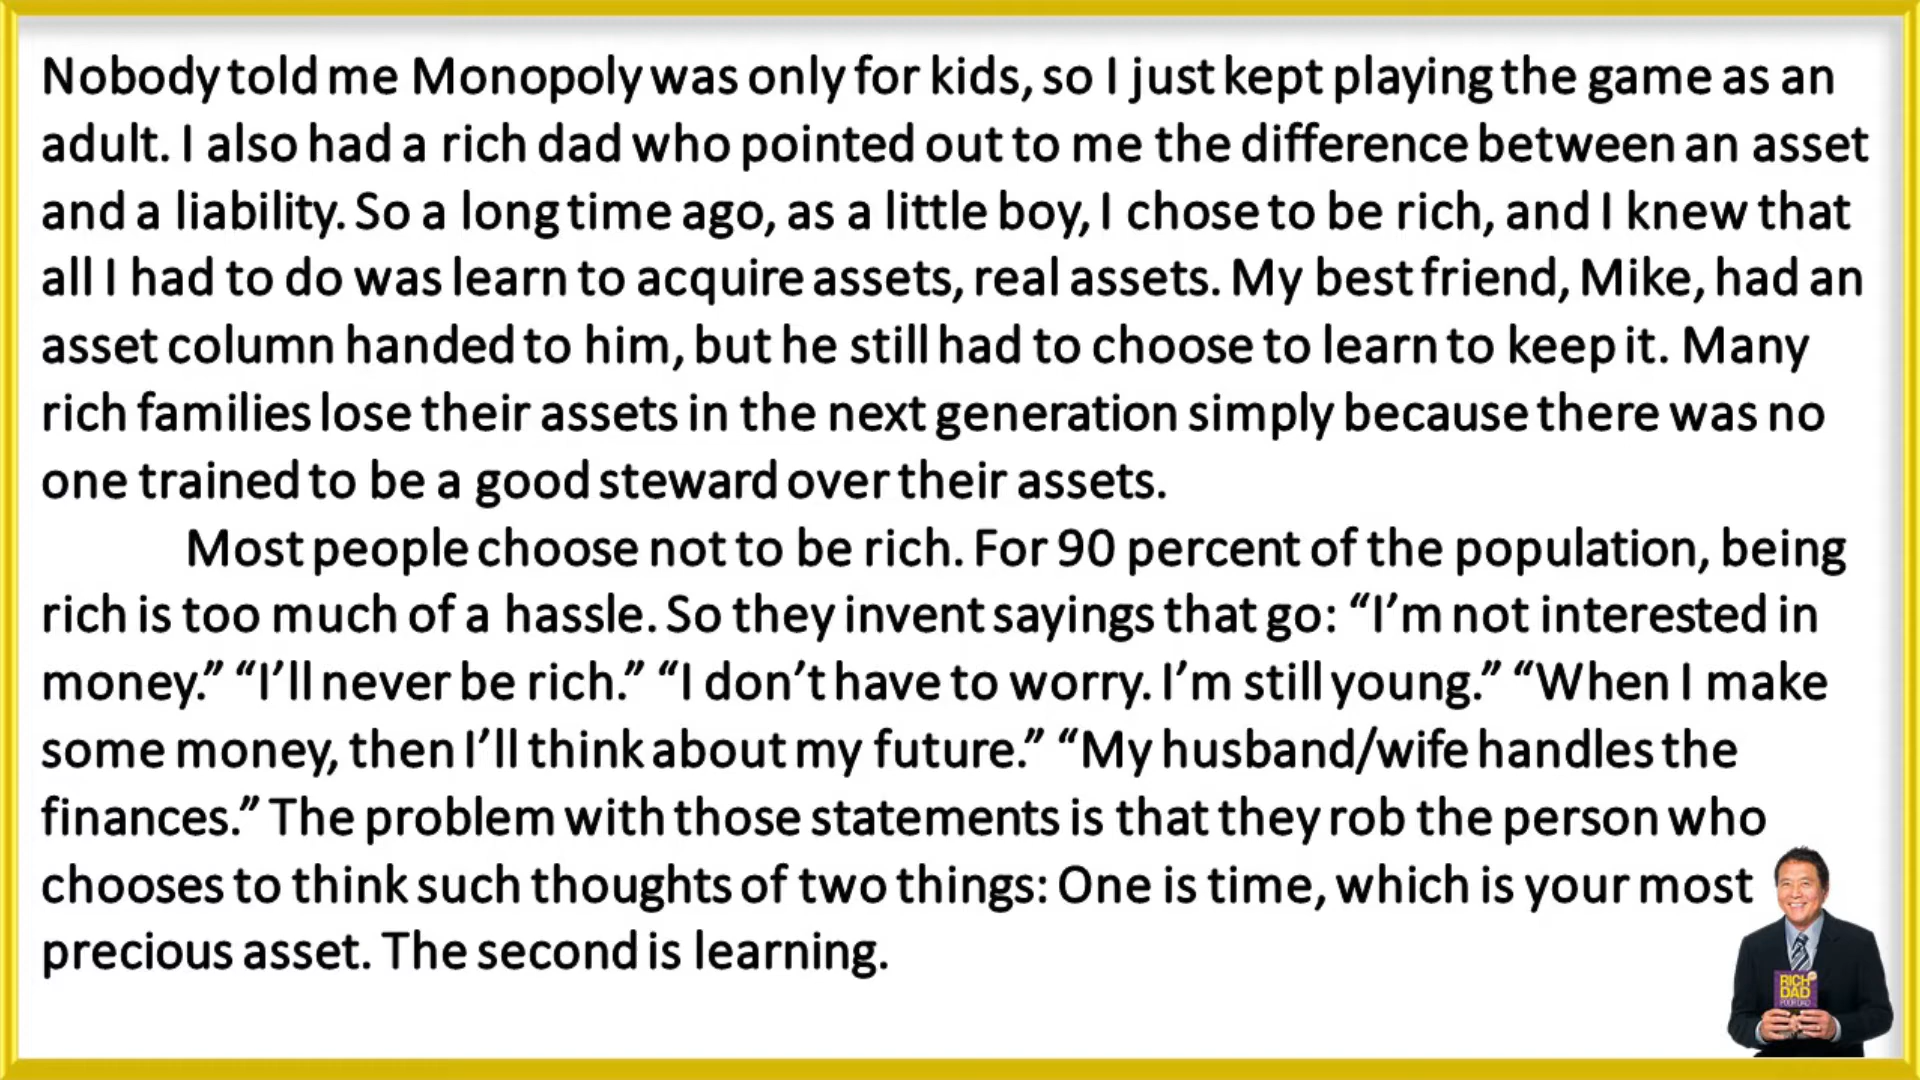 Nobody told me Monopoly was only for kids, so I just kept playing the game as an
adult. I also had a rich dad who pointed out to me the difference between an asset
and a liability. So a long time ago, as a little boy, I chose to be rich, and I knew that
all I had to do was learn to acquire assets, real assets. My best friend, Mike, had an
asset column handed to him, but he still had to choose to learn to keep it. Many
rich families lose their assets in the next generation simply because there was no
one trained to be a good steward over their assets.
Most people choose not to be rich. For 90 percent of the population, being
rich is too much of a hassle. So they invent sayings that go: “I’m not interested in
money.” “I’ll never be rich.” “I don’t have to worry. I’m still young.” “When I make
some money, then I’ll think about my future.” “My husband/wife handles the
finances.” The problem with those statements is that they rob the person who
chooses to think such thoughts of two things: One is time, which is your most
precious asset. The second is learning.
RICH
DAD
POOR DAD